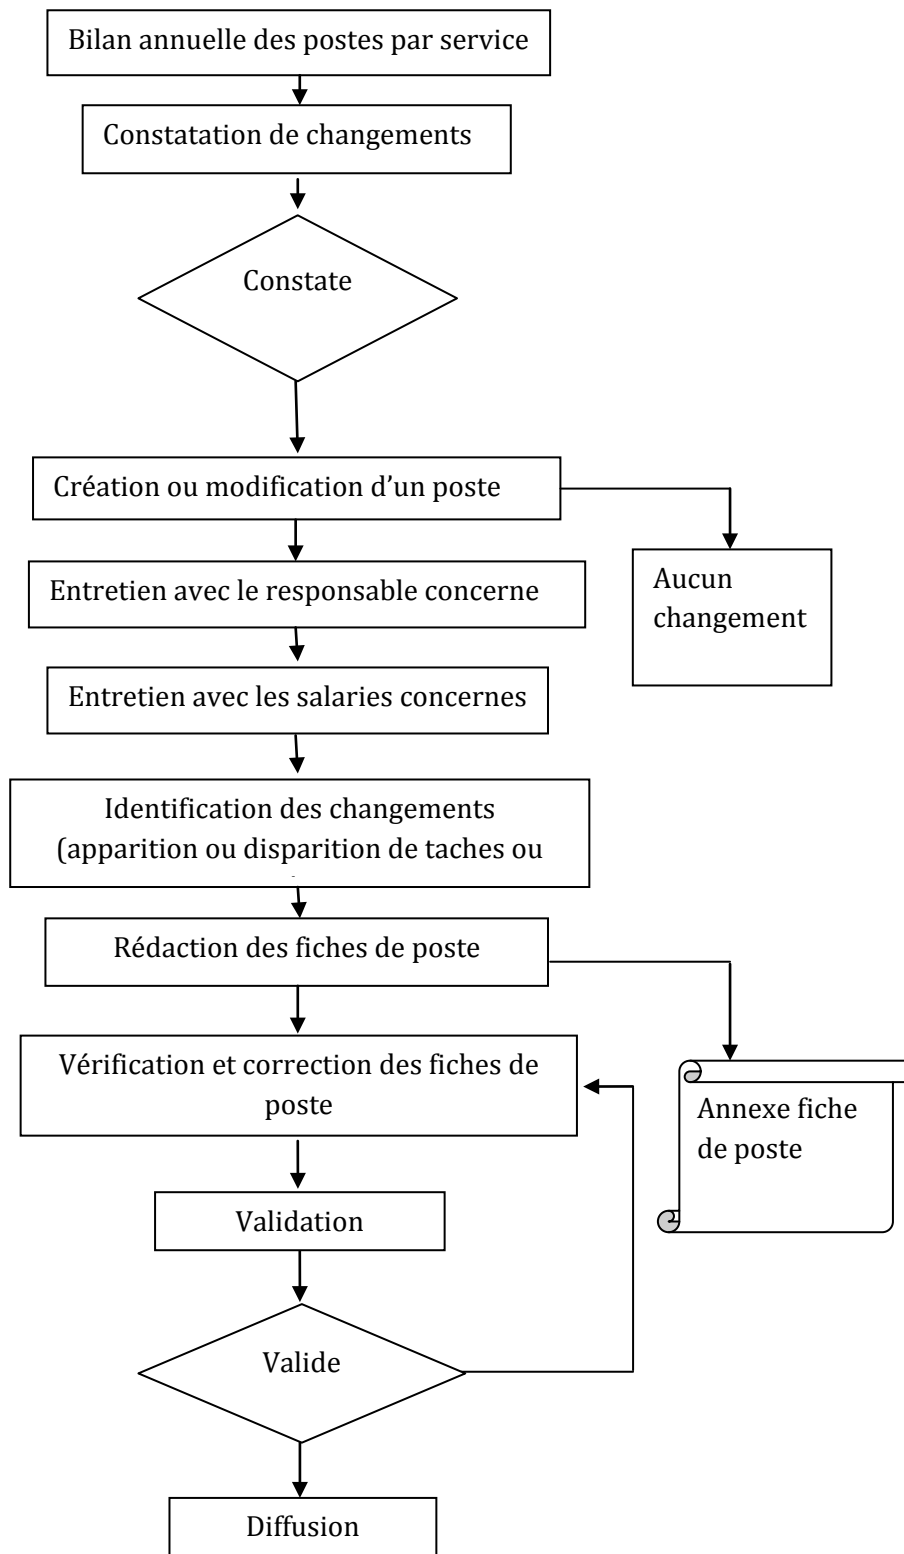 Bilan annuelle des postes par service
Constatation de changements
Constate
Création ou modification d’un poste
Aucun
changement
Entretien avec le responsable concerne
Entretien avec les salaries concernes
Identification des changements
(apparition ou disparition de taches ou
Rédaction des fiches de poste
Vérification et correction des fiches de
poste
Annexe fiche
de poste
Validation
Valide
Diffusion